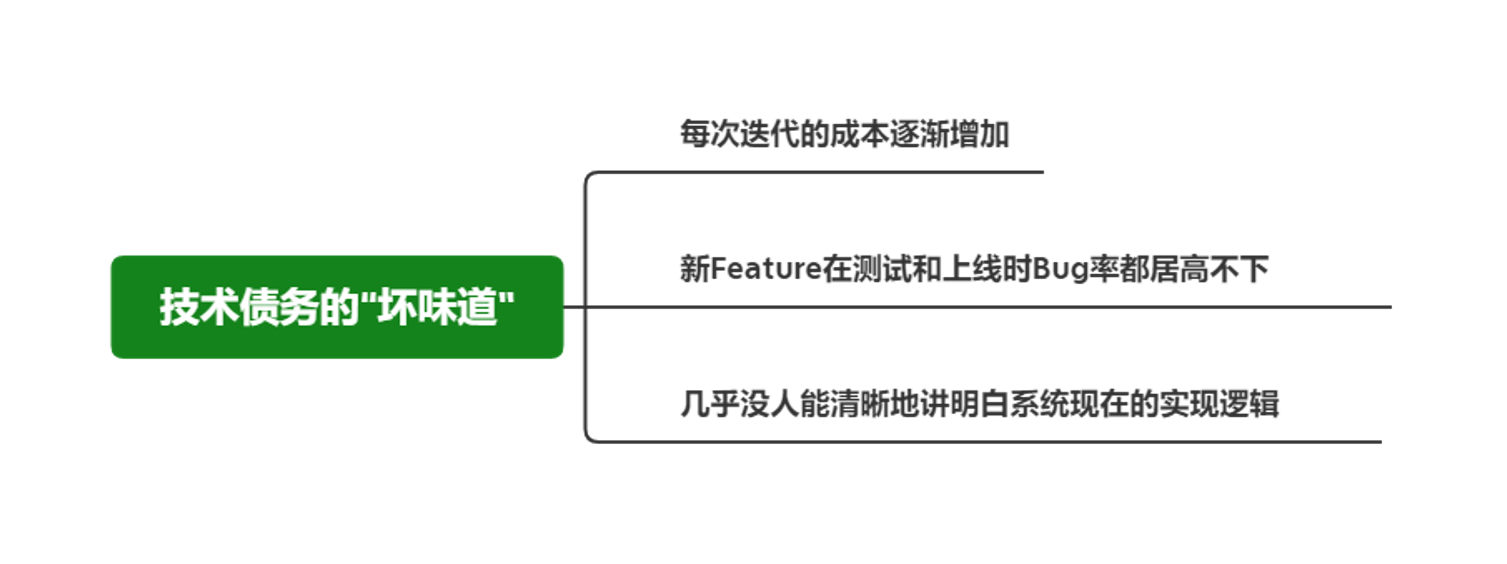 每次迭代的成本逐渐增加
新Feature在测试和上线时Bug率都居高不下
技术债务的“坏味道"
几乎没人能清晰地讲明白系统现在的实现逻辑